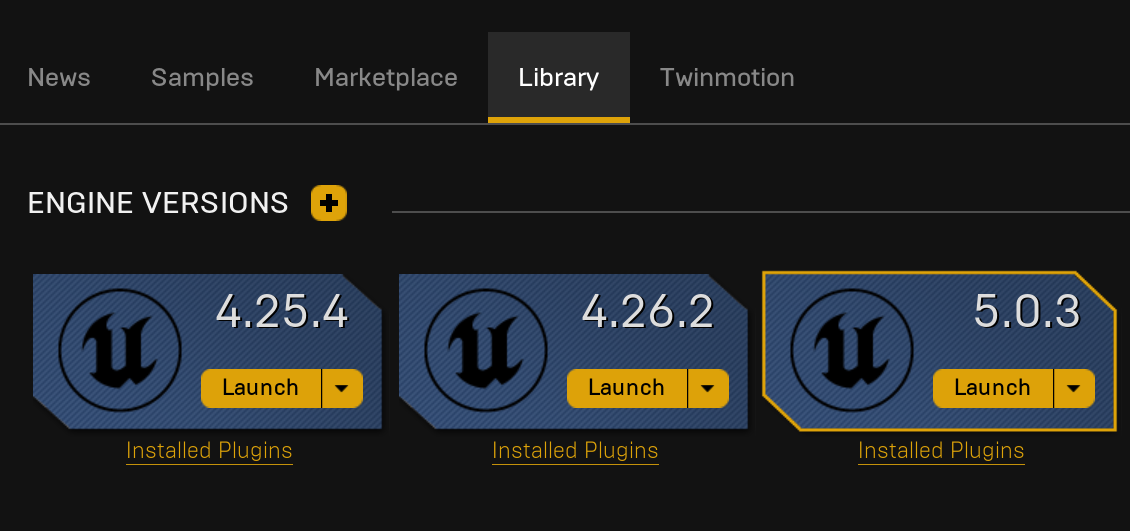 News Samples Marketplace Library Twinmotion
ENGINE VERSIONS
4.25.4
Launch
Installed Plugins
4.26.2
Launch
Installed Plugins
5.0.3
Launch
Installed Plugins